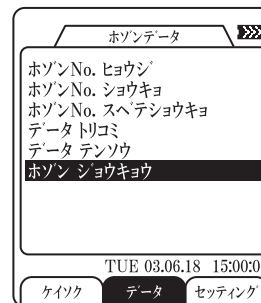 ホゾンデータ
ホゾンNo. ヒョウジ
ホゾンNo. ショウキョ
ホゾンNo. スベテショウキョ
データ トリコミ
データ テンソウ
ホゾン ジョウキョウ
TUE 03.06.18 15:00:0
ケイソク データ セッティング